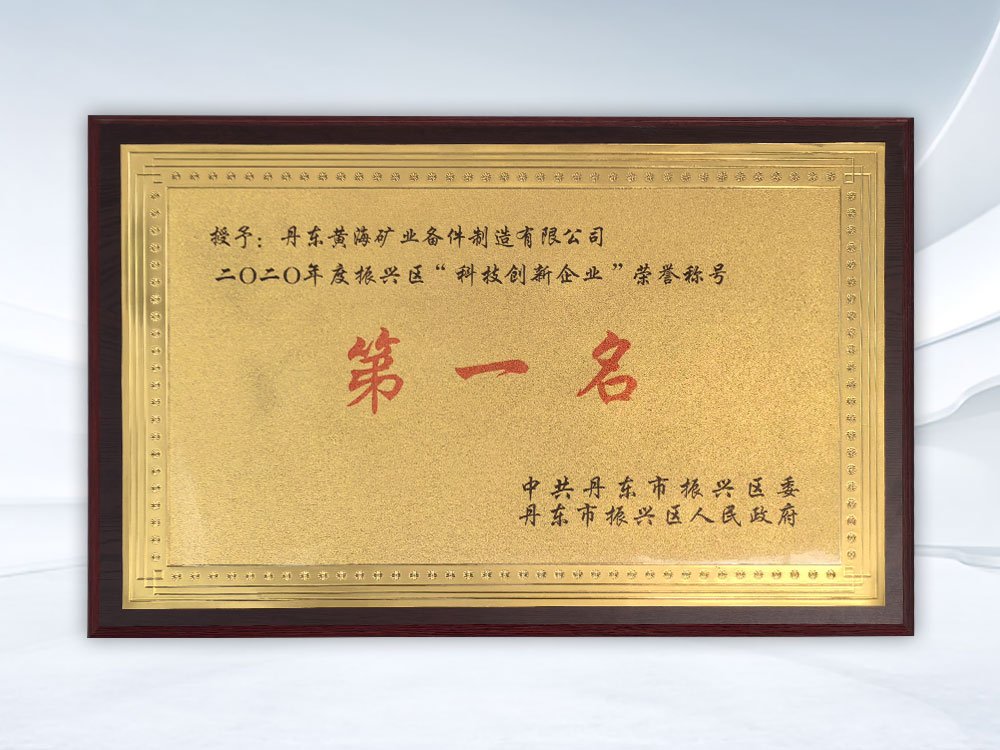 授予：丹东黄海矿业备件制造有限公司
二〇二〇年度振兴区“科技创新企业”荣誉称号
第一名
中共丹东市振兴区委
丹东市振兴区人民政府